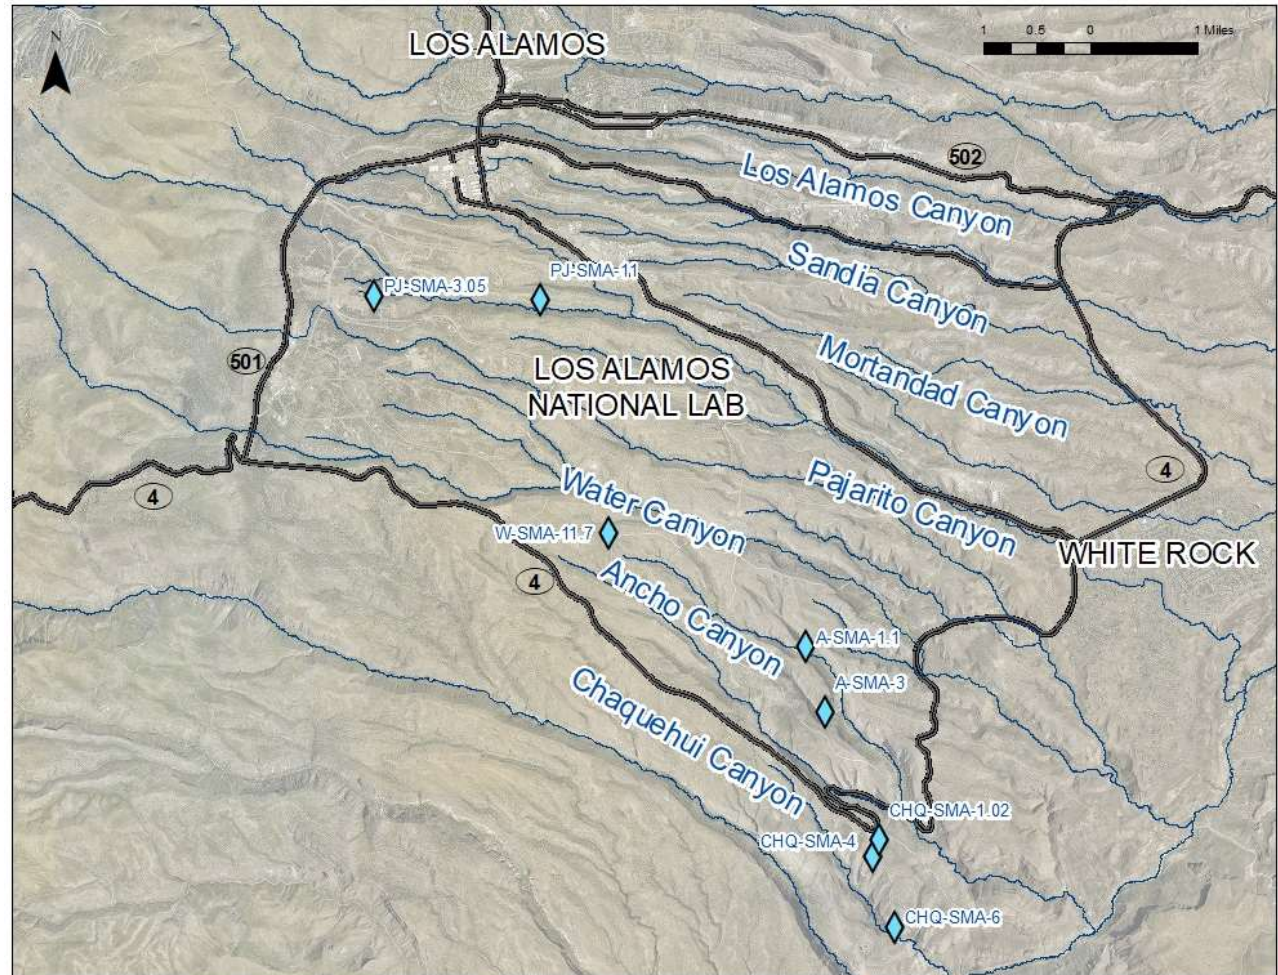 N
LOS ALAMOS
1 0.5 0 1 Miles
502
Los Alamos Canyon
Sandia Canyon
PJ-SMA-3.05
PJ-SMA-11
501
LOS ALAMOS
NATIONAL LAB
Mortandad Canyon
4
4
Water Canyon
Pajarito Canyon
W-SMA-11.7
WHITE ROCK
4
Ancho Canyon
A-SMA-1.1
A-SMA-3
Chaquehui Canyon
CHQ-SMA-1.02
CHQ-SMA-4
CHQ-SMA-6